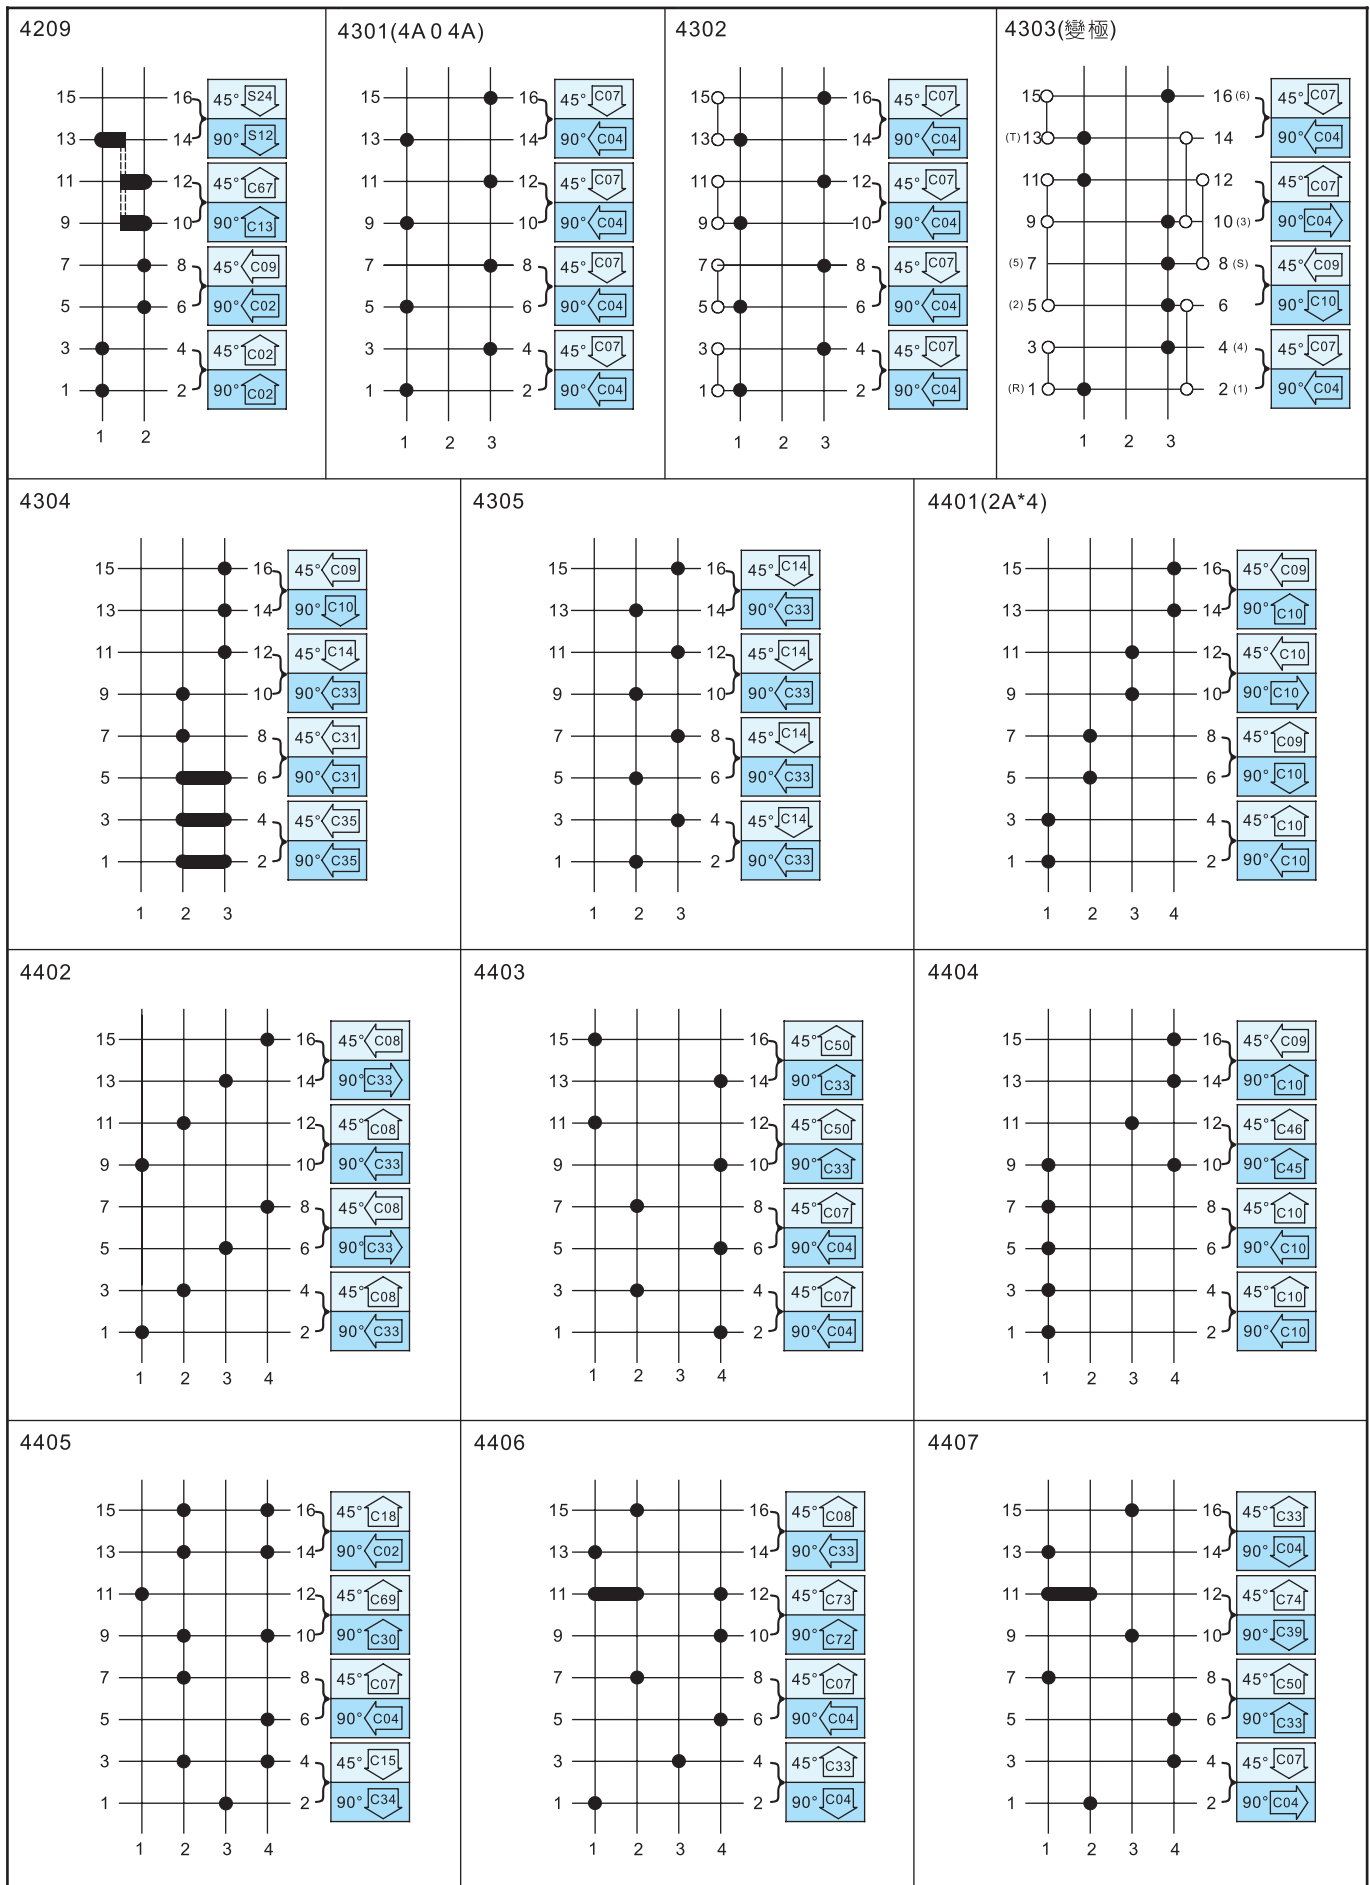 4209
15 16 45° S24
13 14 90° S12
11 12 45° C67
9 10 90° C13
7 8 45° C09
5 6 90° C02
3 4 45° C02
1 2 90° C02
1 2
4301(4A 0 4A)
15 16 45° C07
13 14 90° C04
11 12 45° C07
9 10 90° C04
7 8 45° C07
5 6 90° C04
3 4 45° C07
1 2 90° C04
1 2 3
4302
15 16 45° C07
13 14 90° C04
11 12 45° C07
9 10 90° C04
7 8 45° C07
5 6 90° C04
3 4 45° C07
1 2 90° C04
1 2 3
4303(變極)
15 16 (6) 45° C07
(T) 13 14 90° C04
11 12 45° C07
9 10 (3) 90° C04
(5) 7 8 (S) 45° C09
(2) 5 6 90° C10
3 4 (4) 45° C07
(R) 1 2 (1) 90° C04
1 2 3
4304
15 16 45° C09
13 14 90° C10
11 12 45° C14
9 10 90° C33
7 8 45° C31
5 6 90° C31
3 4 45° C35
1 2 90° C35
1 2 3
4305
15 16 45° C14
13 14 90° C33
11 12 45° C14
9 10 90° C33
7 8 45° C14
5 6 90° C33
3 4 45° C14
1 2 90° C33
1 2 3
4401(2A*4)
15 16 45° C09
13 14 90° C10
11 12 45° C10
9 10 90° C10
7 8 45° C09
5 6 90° C10
3 4 45° C10
1 2 90° C10
1 2 3 4
4402
15 16 45° C08
13 14 90° C33
11 12 45° C08
9 10 90° C33
7 8 45° C08
5 6 90° C33
3 4 45° C08
1 2 90° C33
1 2 3 4
4403
15 16 45° C50
13 14 90° C33
11 12 45° C50
9 10 90° C33
7 8 45° C07
5 6 90° C04
3 4 45° C07
1 2 90° C04
1 2 3 4
4404
15 16 45° C09
13 14 90° C10
11 12 45° C46
9 10 90° C45
7 8 45° C10
5 6 90° C10
3 4 45° C10
1 2 90° C10
1 2 3 4
4405
15 16 45° C18
13 14 90° C02
11 12 45° C69
9 10 90° C30
7 8 45° C07
5 6 90° C04
3 4 45° C15
1 2 90° C34
1 2 3 4
4406
15 16 45° C08
13 14 90° C33
11 12 45° C73
9 10 90° C72
7 8 45° C07
5 6 90° C04
3 4 45° C33
1 2 90° C04
1 2 3 4
4407
15 16 45° C33
13 14 90° C04
11 12 45° C74
9 10 90° C39
7 8 45° C50
5 6 90° C33
3 4 45° C07
1 2 90° C04
1 2 3 4